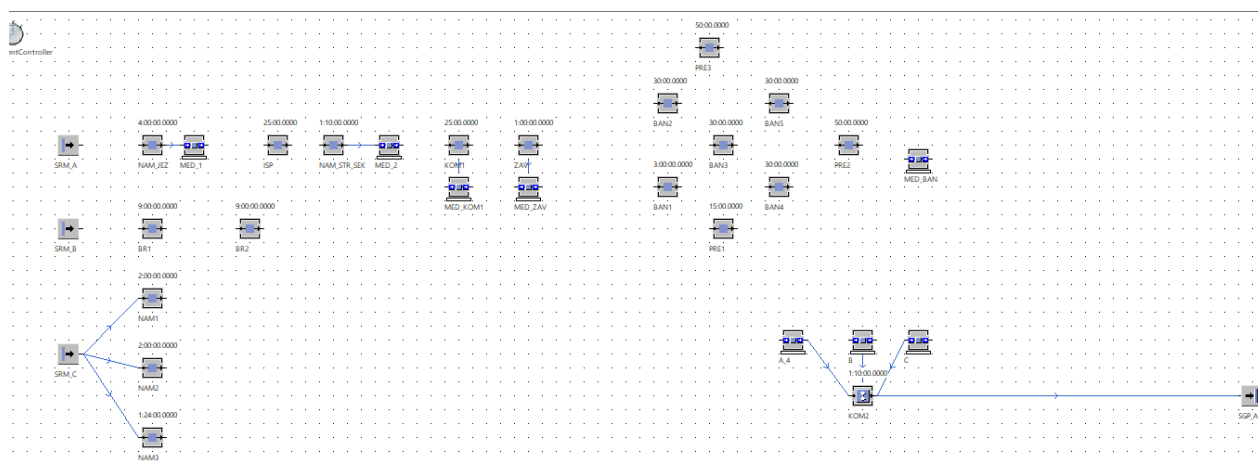 50:00.0000
entController
PRE3
30:00.0000 30:00.0000
BAN2 BAN5
4:00:00.0000 25:00.0000 1:10:00.0000 25:00.0000 1:00:00.0000 30:00.0000 50:00.0000
SRM_A NAM_JEZ MED_1 ISP NAM_STR_SEK MED_2 KOM1 ZAV BAN3 PRE2
3:00:00.0000 30:00.0000
MED_BAN
MED_KOM1 MED_ZAV BAN1 BAN4
9:00:00.0000 9:00:00.0000 15:00.0000
SRM_B BR1 BR2 PRE1
2:00:00.0000
NAM1
2:00:00.0000
A_4 B C
SRM_C 1:10:00.0000
NAM2
1:24:00.0000
KOM2 SGP_A
NAM3